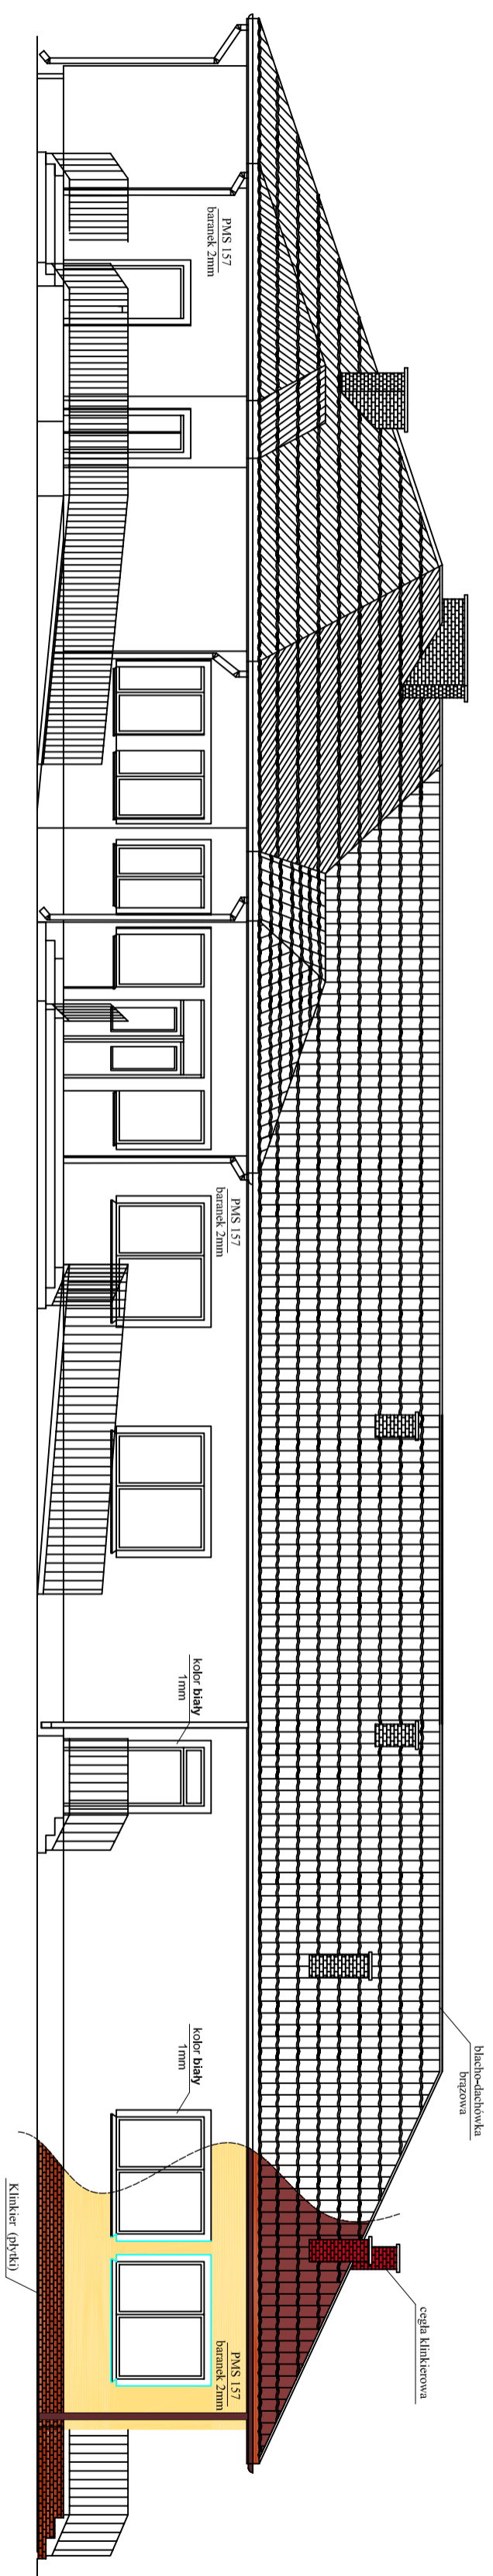 PMS 157
baranek 2mm
PMS 157
baranek 2mm
kolor biały
1mm
kolor biały
1mm
blacho-dachówka
brązowa
cegła klinkierowa
PMS 157
baranek 2mm
Klinkier (płytki)